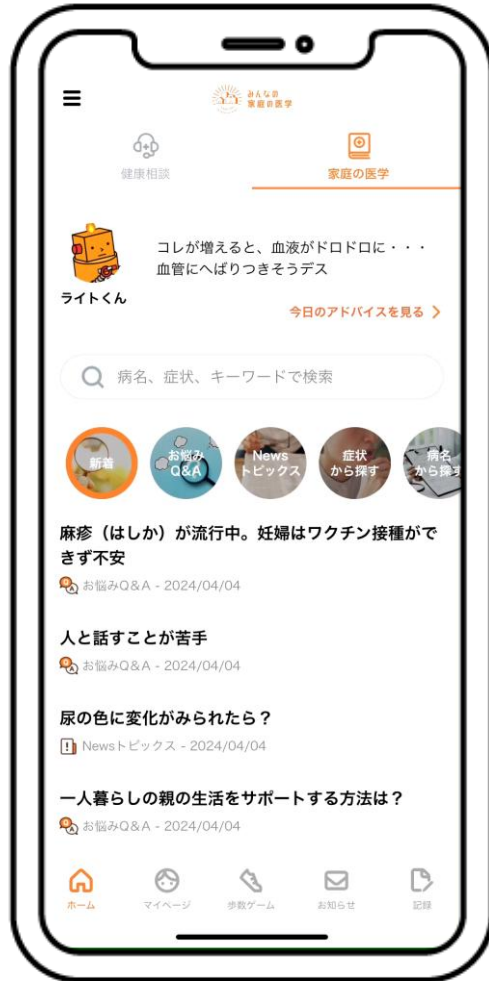 みんなの
家庭の医学
健康相談
家庭の医学
コレが増えると、血液がドロドロに・・・
血管にへばりつきそうデス
ライトくん
今日のアドバイスを見る
病名、症状、キーワードで検索
新着
お悩み
Q&A
News
トピックス
症状
から探す
病名
から探す
麻疹（はしか）が流行中。妊婦はワクチン接種がで
きず不安
お悩みQ&A - 2024/04/04
人と話すことが苦手
お悩みQ&A - 2024/04/04
尿の色に変化がみられたら？
Newsトピックス - 2024/04/04
一人暮らしの親の生活をサポートする方法は？
お悩みQ&A - 2024/04/04
ホーム
マイページ
歩数ゲーム
お知らせ
記録